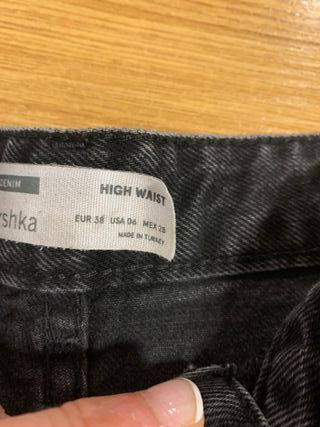 DENIM
HIGH WAIST
rshka
EUR 38 USA 06 MEX 28
MADE IN TURKEY